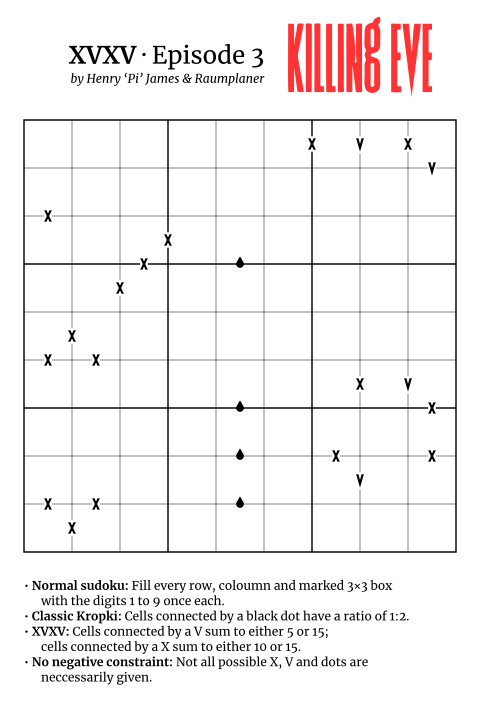 XVXV · Episode 3
by Henry ‘Pi’ James & Raumplaner
KILLING EVE
X V X
V
X
X
X
X
X
X X
X V
X
X X
V
X X
X
· Normal sudoku: Fill every row, coloumn and marked 3×3 box
with the digits 1 to 9 once each.
· Classic Kropki: Cells connected by a black dot have a ratio of 1:2.
· XVXV: Cells connected by a V sum to either 5 or 15;
cells connected by a X sum to either 10 or 15.
· No negative constraint: Not all possible X, V and dots are
neccessarily given.